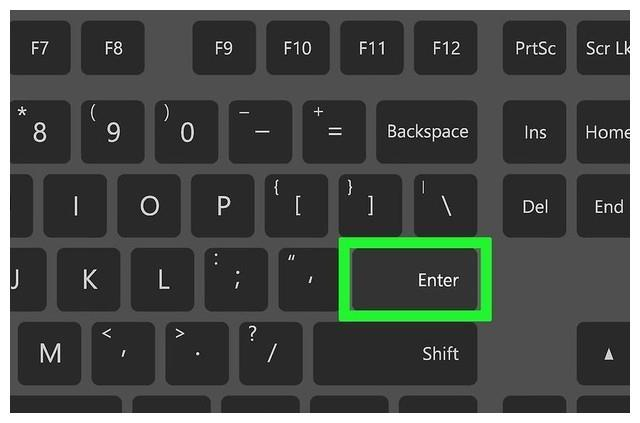 F7 F8 F9 F10 F11 F12 PrtSc Scr Lk
* 8 ( 9 ) 0 – – + = Backspace Ins Home
I O P { [ } ] | \ Del End
J K L : ; “ ‘ Enter
M < , > . ? / Shift ▲